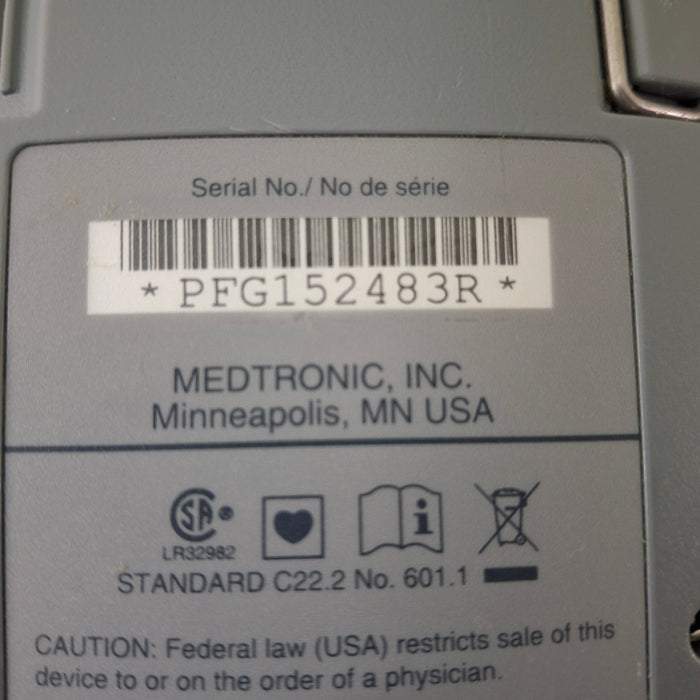 Serial No./ No de série
* PFG152483R *
MEDTRONIC, INC.
Minneapolis, MN USA
SA ®
LR32982
i
STANDARD C22.2 No. 601.1
CAUTION: Federal law (USA) restricts sale of this
device to or on the order of a physician.